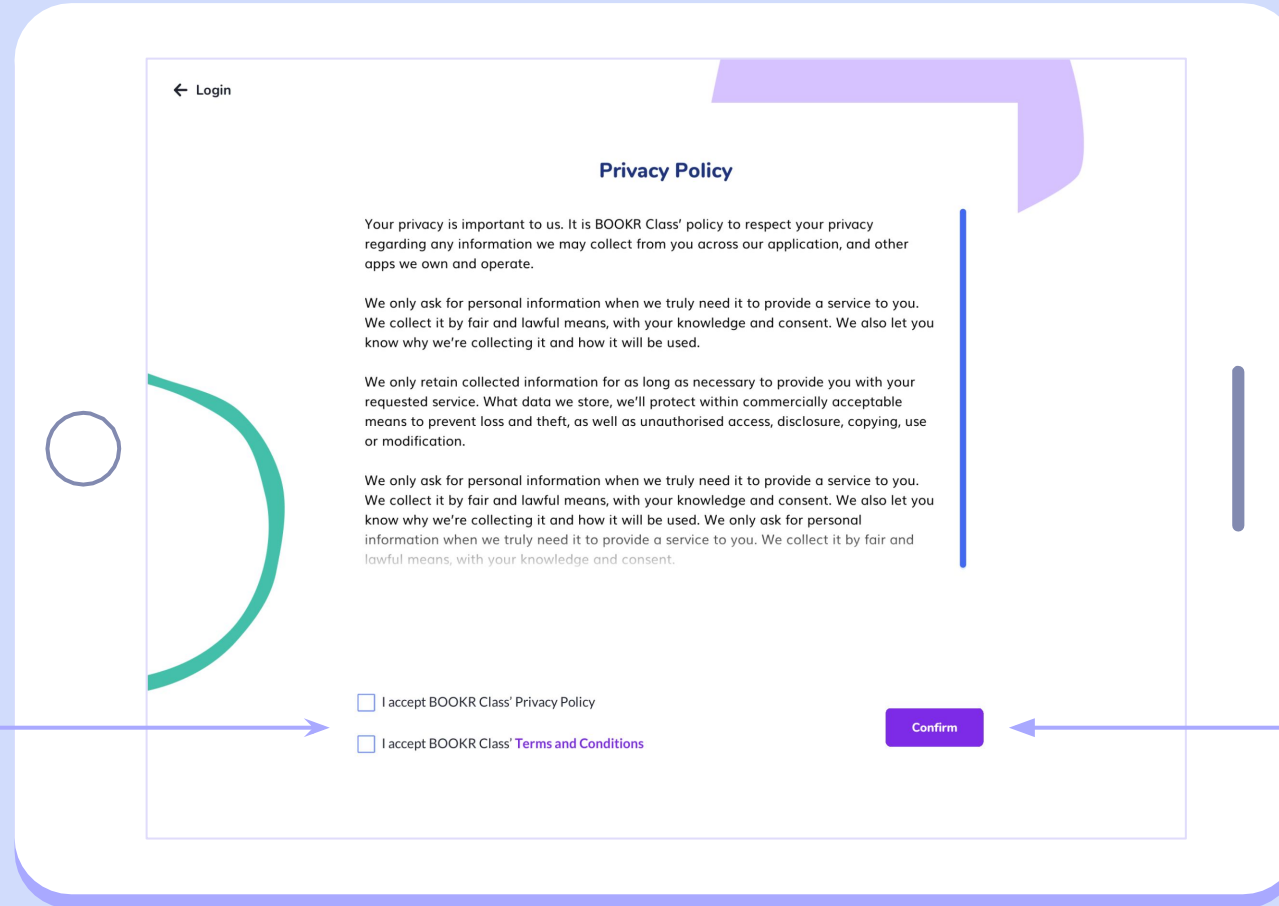 ← Login
Privacy Policy
Your privacy is important to us. It is BOOKR Class’ policy to respect your privacy
regarding any information we may collect from you across our application, and other
apps we own and operate.
We only ask for personal information when we truly need it to provide a service to you.
We collect it by fair and lawful means, with your knowledge and consent. We also let you
know why we’re collecting it and how it will be used.
We only retain collected information for as long as necessary to provide you with your
requested service. What data we store, we’ll protect within commercially acceptable
means to prevent loss and theft, as well as unauthorised access, disclosure, copying, use
or modification.
We only ask for personal information when we truly need it to provide a service to you.
We collect it by fair and lawful means, with your knowledge and consent. We also let you
know why we’re collecting it and how it will be used. We only ask for personal
information when we truly need it to provide a service to you. We collect it by fair and
lawful means, with your knowledge and consent.
I accept BOOKR Class’ Privacy Policy
I accept BOOKR Class’ Terms and Conditions
Confirm